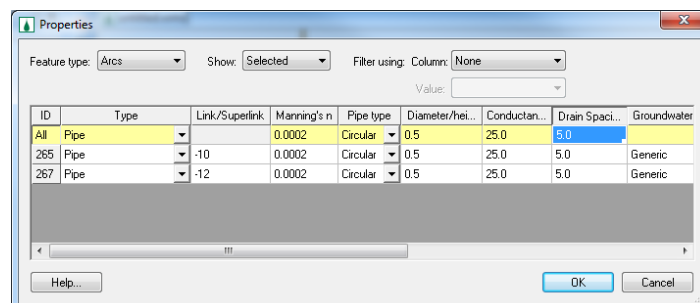 Properties
Feature type: Arcs Show: Selected Filter using: Column: None
Value:
ID Type Link/Superlink Manning's n Pipe type Diameter/hei... Conductan... Drain Spaci... Groundwater
All Pipe 0.0002 Circular 0.5 25.0 5.0
265 Pipe -10 0.0002 Circular 0.5 25.0 5.0 Generic
267 Pipe -12 0.0002 Circular 0.5 25.0 5.0 Generic
Help... OK Cancel